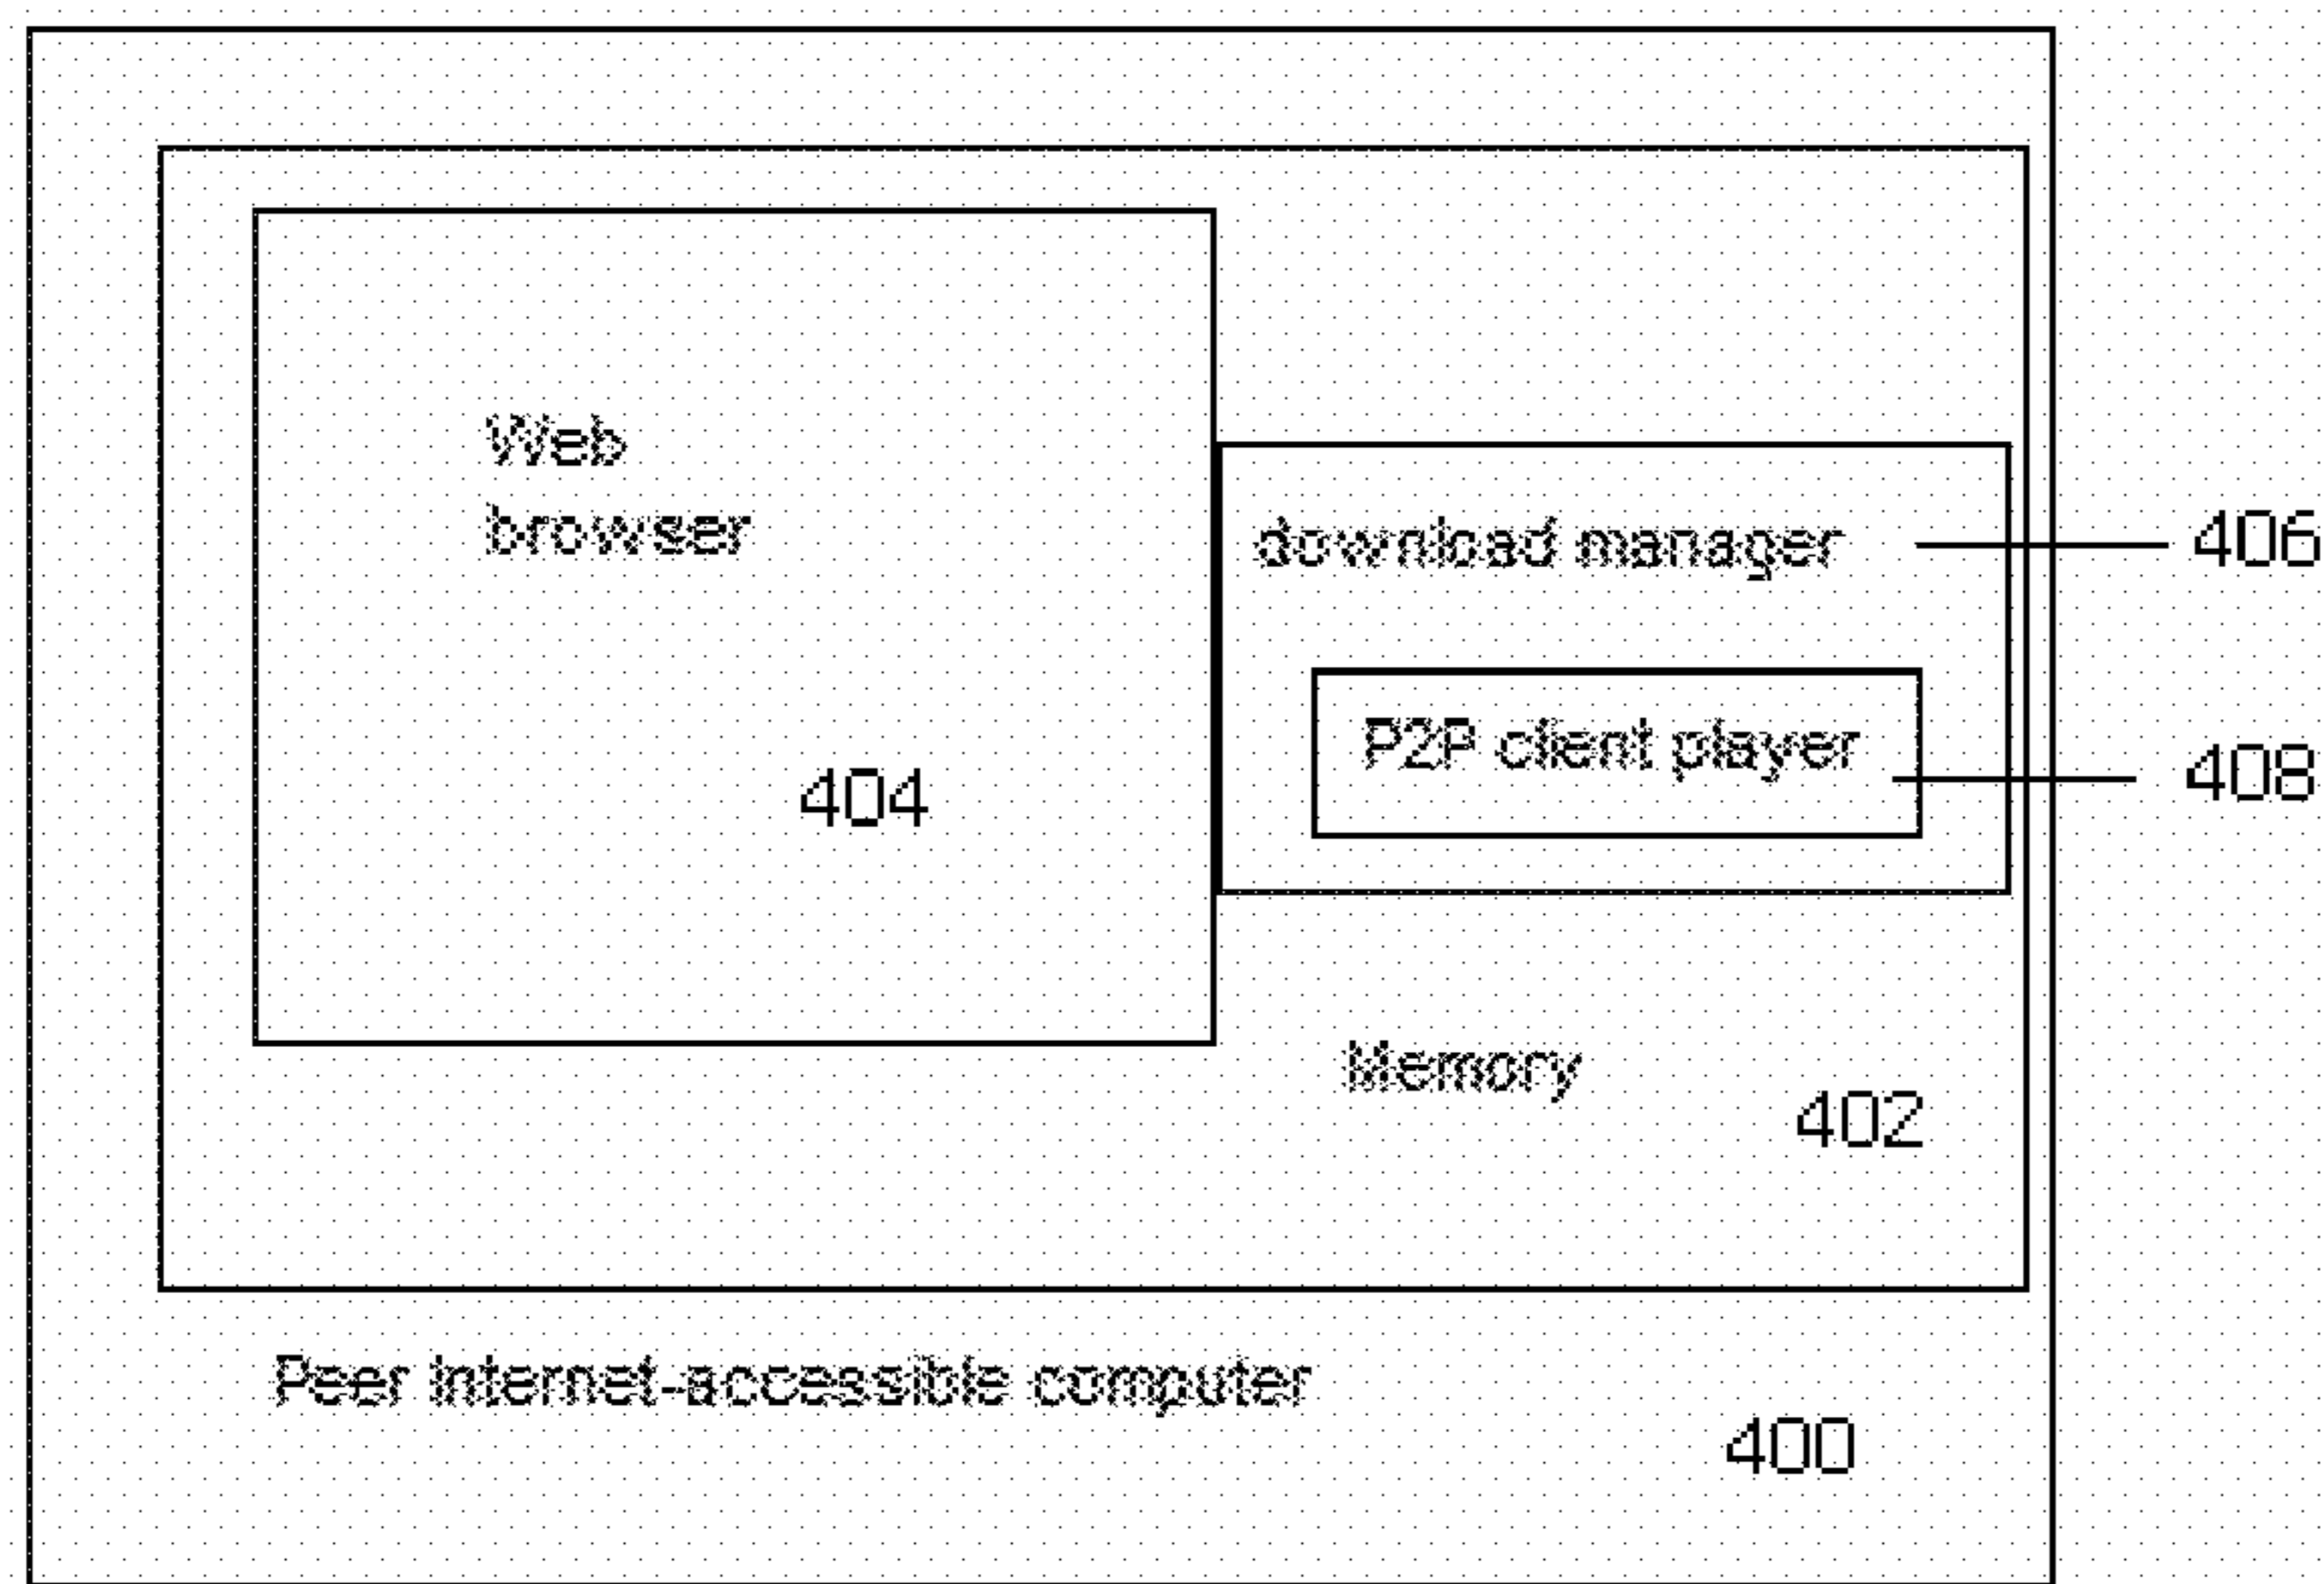 Web
browser
404
download manager
406
P2P client player
408
Memory
402
Peer internet-accessible computer
400